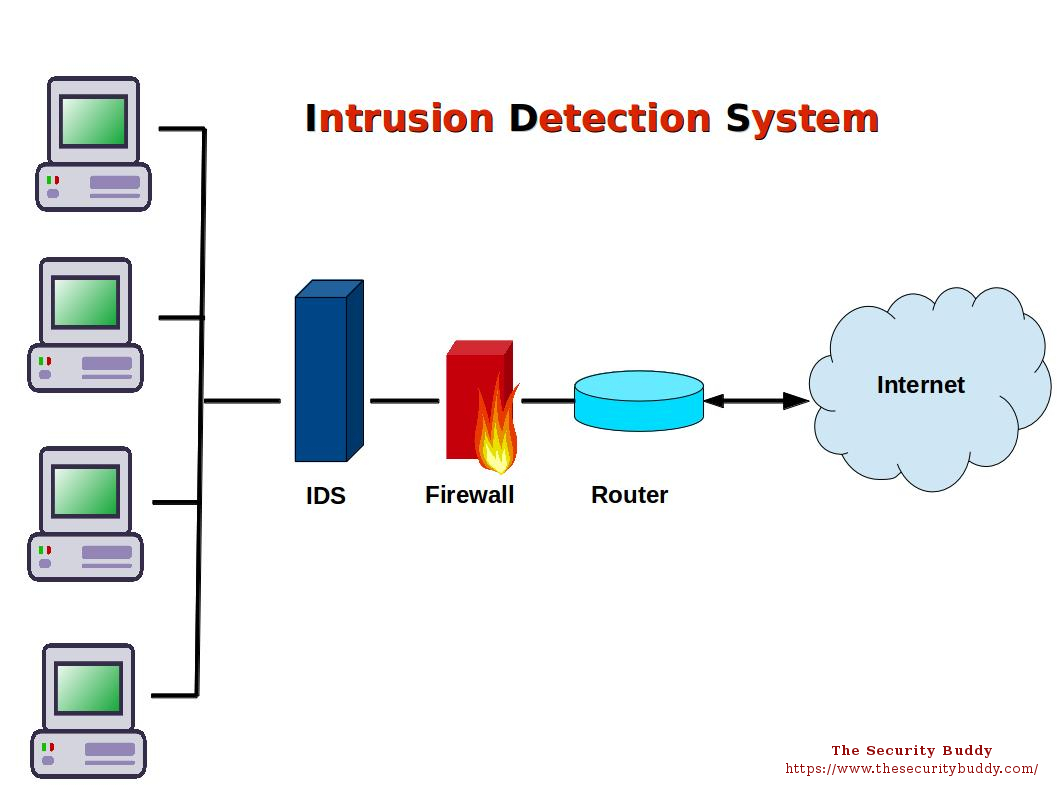 Intrusion Detection System
Internet
IDS
Firewall
Router
The Security Buddy
https://www.thesecuritybuddy.com/